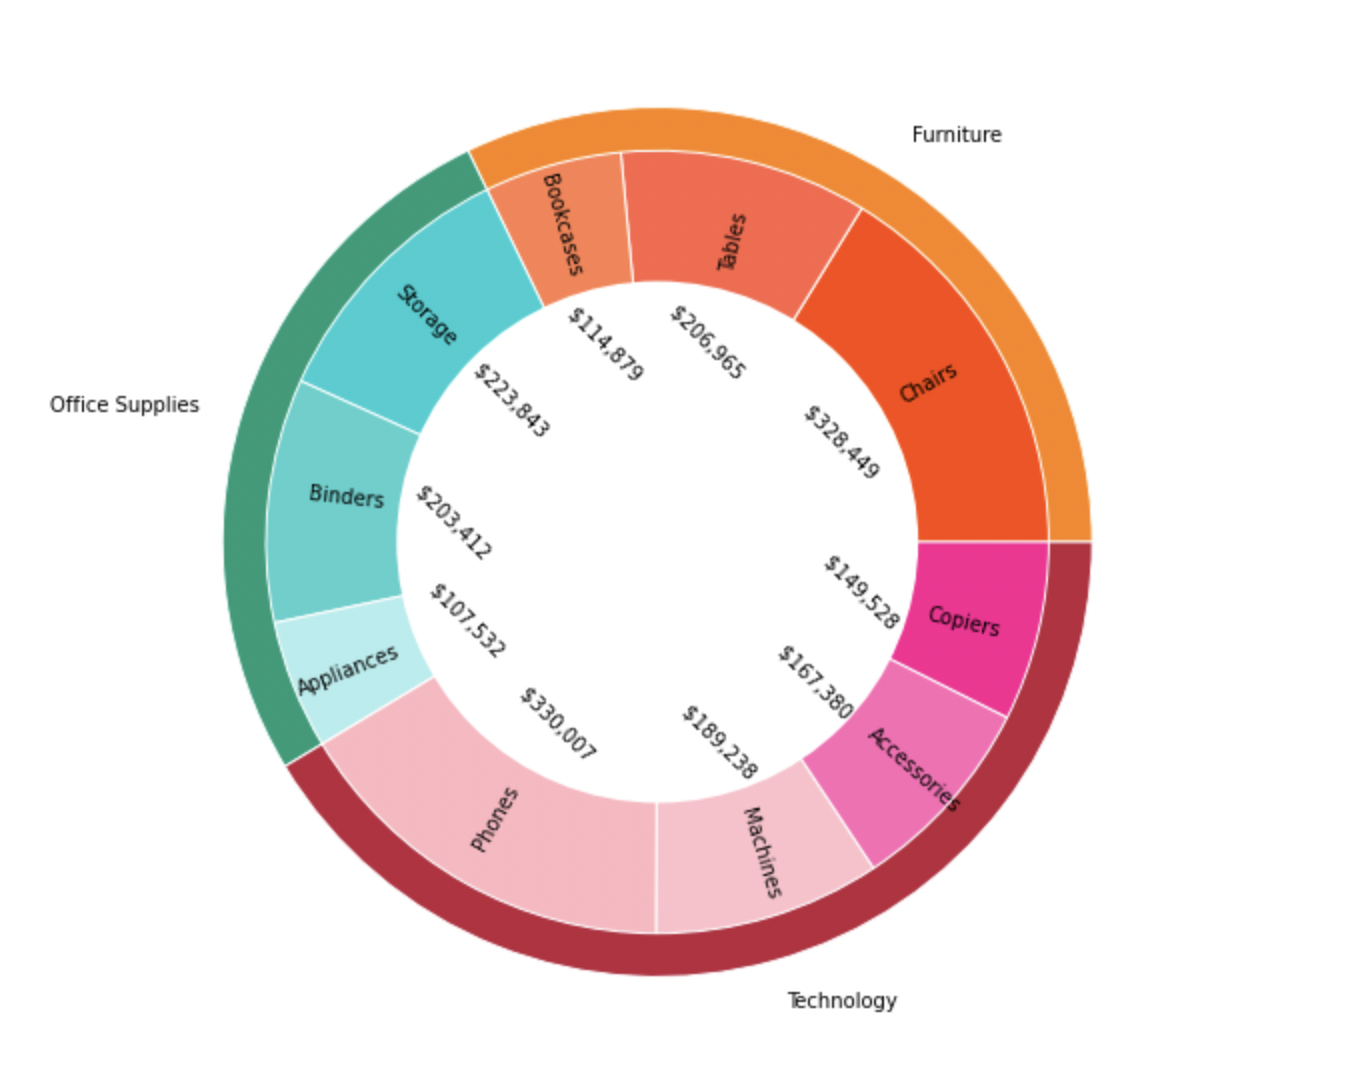 Furniture
Bookcases
Tables
Storage
$114,879
$206,965
Chairs
$223,843
Office Supplies
$328,449
Binders
$203,412
$149,528
Copiers
$107,532
Appliances
$167,380
$330,007
$189,238
Accessories
Phones
Machines
Technology